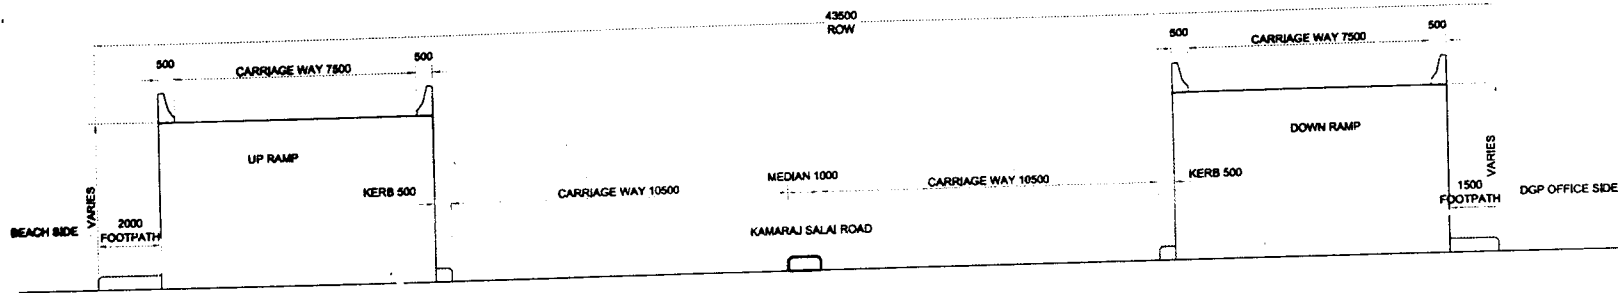 43500
ROW
500
CARRIAGE WAY 7500
500
500
CARRIAGE WAY 7500
500
UP RAMP
DOWN RAMP
VARIES
KERB 500
CARRIAGE WAY 10500
MEDIAN 1000
CARRIAGE WAY 10500
KERB 500
VARIES
BEACH SIDE
2000
FOOTPATH
KAMARAJ SALAI ROAD
1500
FOOTPATH
DGP OFFICE SIDE